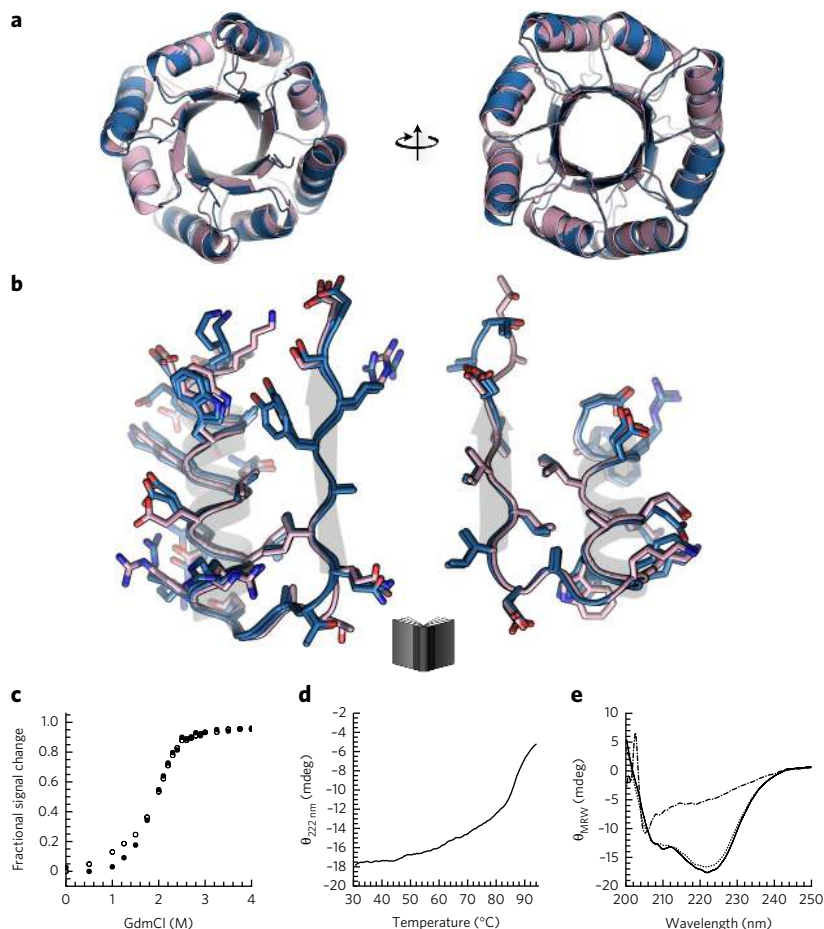 a
b
c
d
e
1.0
0.8
0.6
0.4
0.2
0
0 1 2 3 4
Fractional signal change
GdmCl (M)
–2
–4
–6
–8
–10
–12
–14
–16
–18
–20
30 40 50 60 70 80 90
θ222 nm (mdeg)
Temperature (°C)
10
5
0
–5
–10
–15
–20
200 210 220 230 240 250
θMRW (mdeg)
Wavelength (nm)